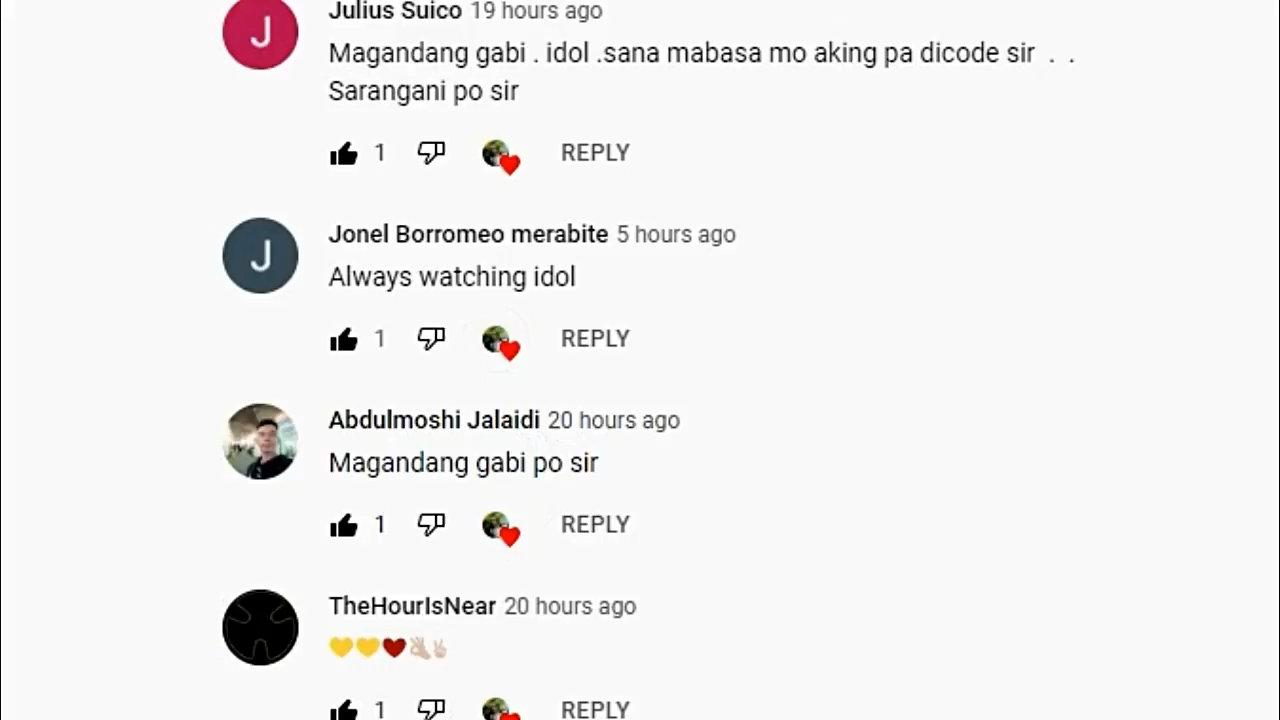 Julius Suico 19 hours ago
Magandang gabi . idol .sana mabasa mo aking pa dicode sir . .
Sarangani po sir
1 REPLY
J
Jonel Borromeo merabite 5 hours ago
Always watching idol
1 REPLY
J
Abdulmoshi Jalaidi 20 hours ago
Magandang gabi po sir
1 REPLY
TheHourIsNear 20 hours ago
💛💛❤👌🏻✌🏻
1 REPLY